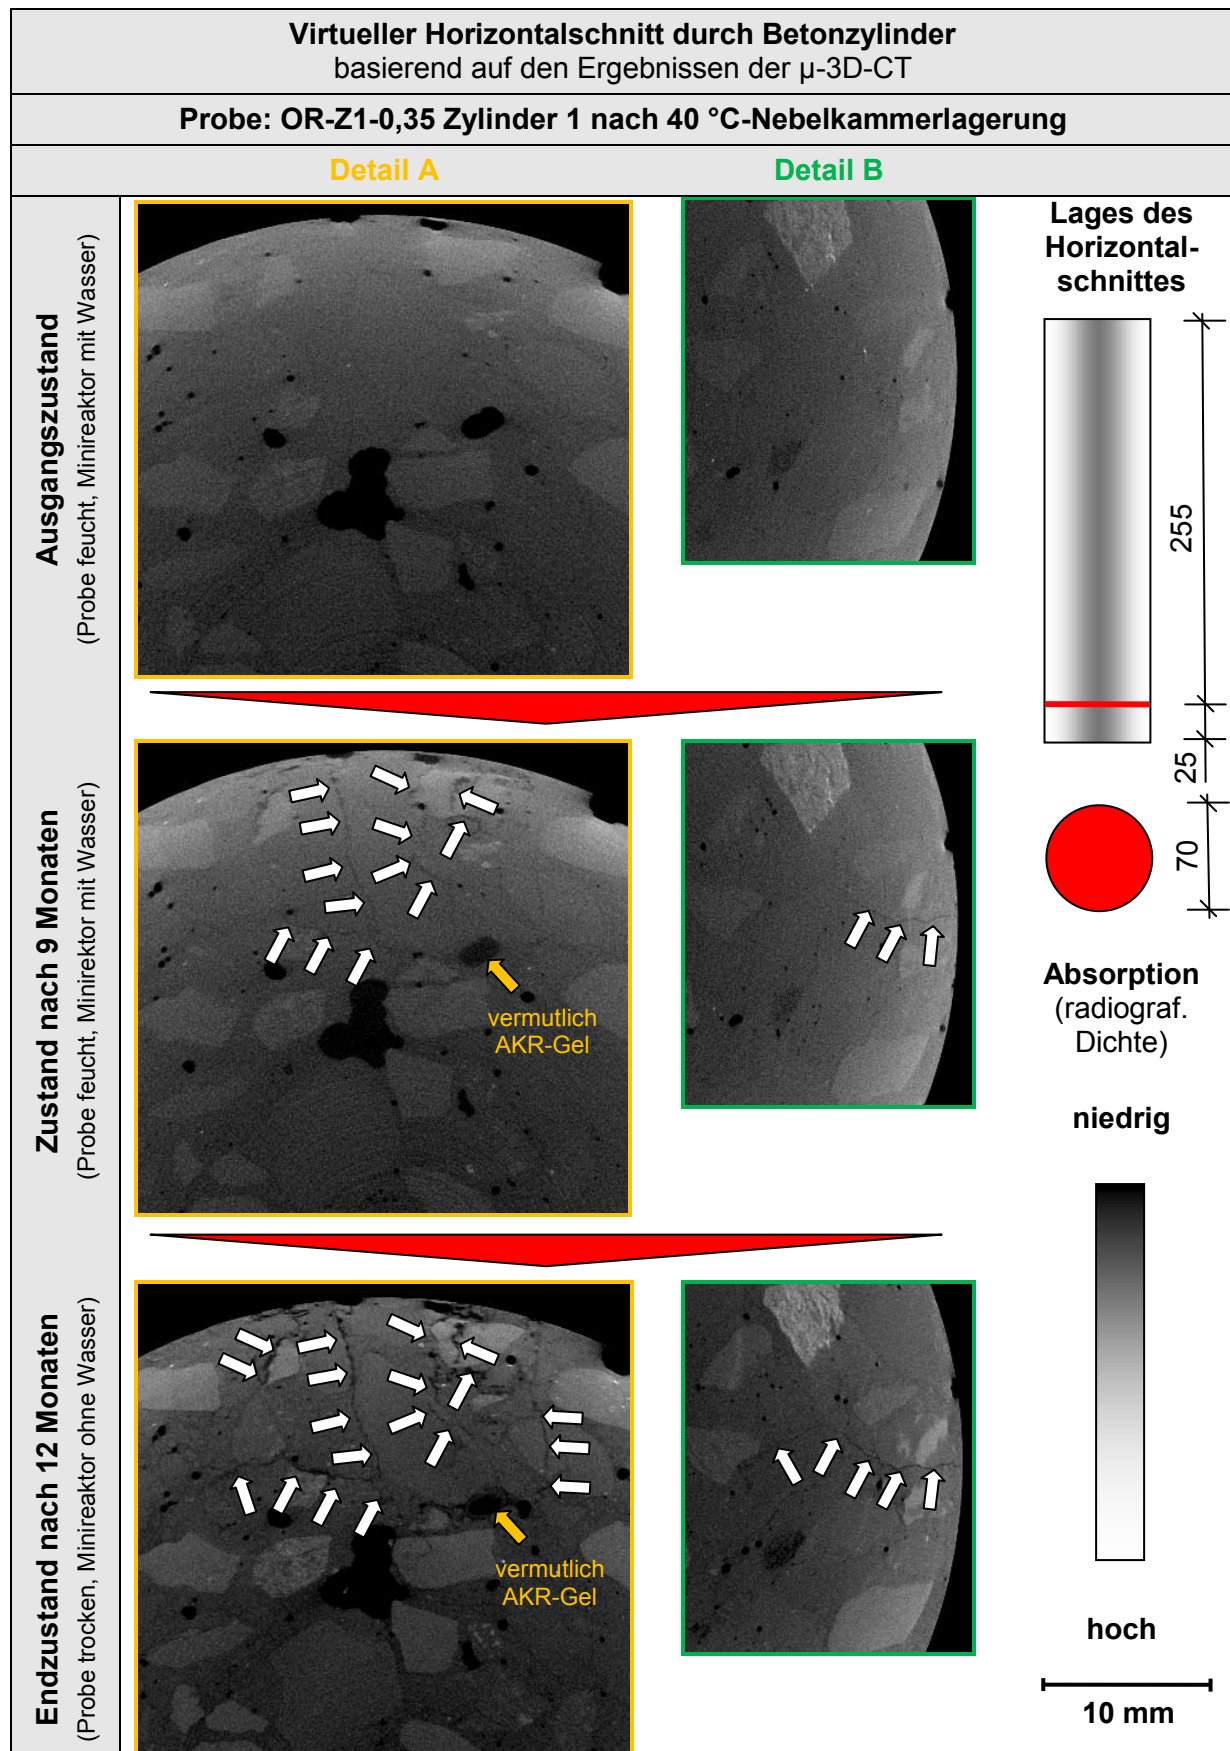 Virtueller Horizontalschnitt durch Betonzylinder
basierend auf den Ergebnissen der µ-3D-CT
Probe: OR-Z1-0,35 Zylinder 1 nach 40 °C-Nebelkammerlagerung
Detail A
Detail B
Ausgangszustand
(Probe feucht, Minireaktor mit Wasser)
Lages des
Horizontal-
schnittes
255
25
70
Zustand nach 9 Monaten
(Probe feucht, Minirektor mit Wasser)
vermutlich
AKR-Gel
Absorption
(radiograf.
Dichte)
niedrig
Endzustand nach 12 Monaten
(Probe trocken, Minireaktor ohne Wasser)
vermutlich
AKR-Gel
hoch
10 mm